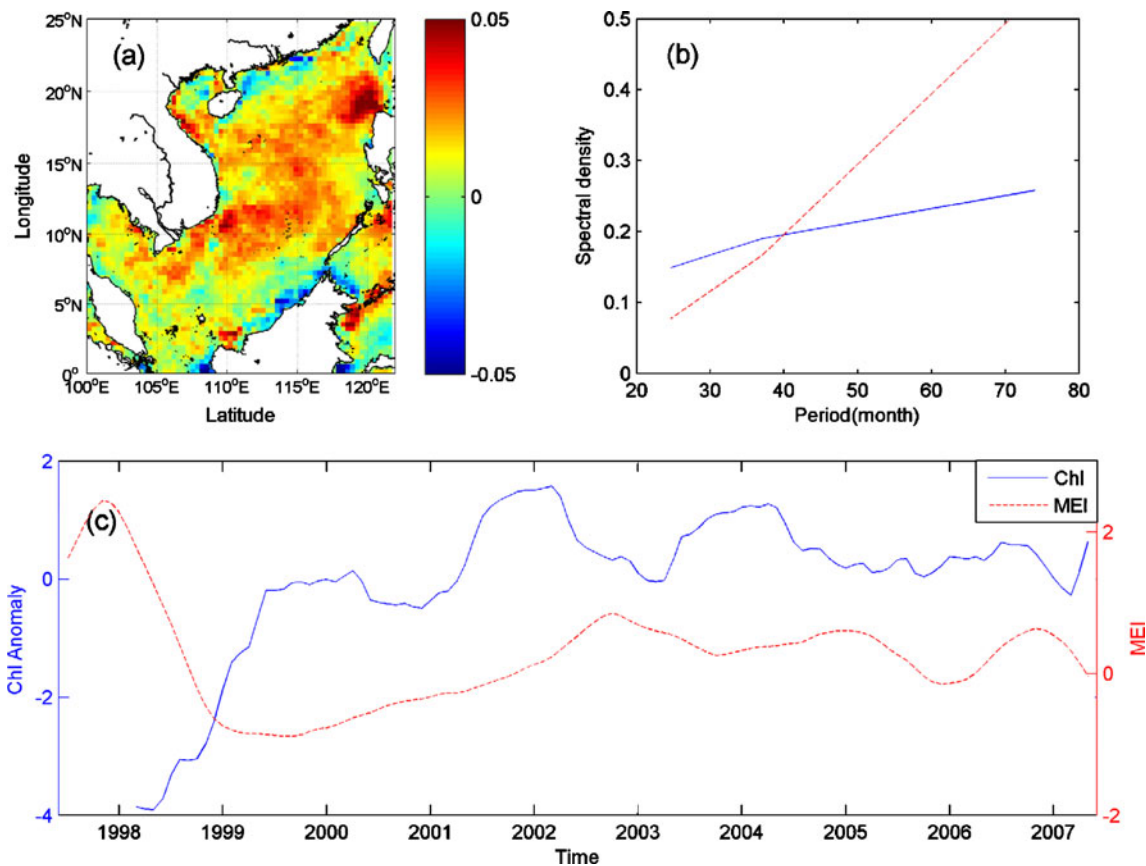 (a)
25°N
20°N
15°N
10°N
5°N
0°
100°E 105°E 110°E 115°E 120°E
Longitude
Latitude
0.05
0
-0.05
(b)
0.5
0.4
0.3
0.2
0.1
0
20 30 40 50 60 70 80
Spectral density
Period(month)
(c)
2
0
-2
-4
Chl Anomaly
Chl
MEI
2
0
-2
MEI
1998 1999 2000 2001 2002 2003 2004 2005 2006 2007
Time